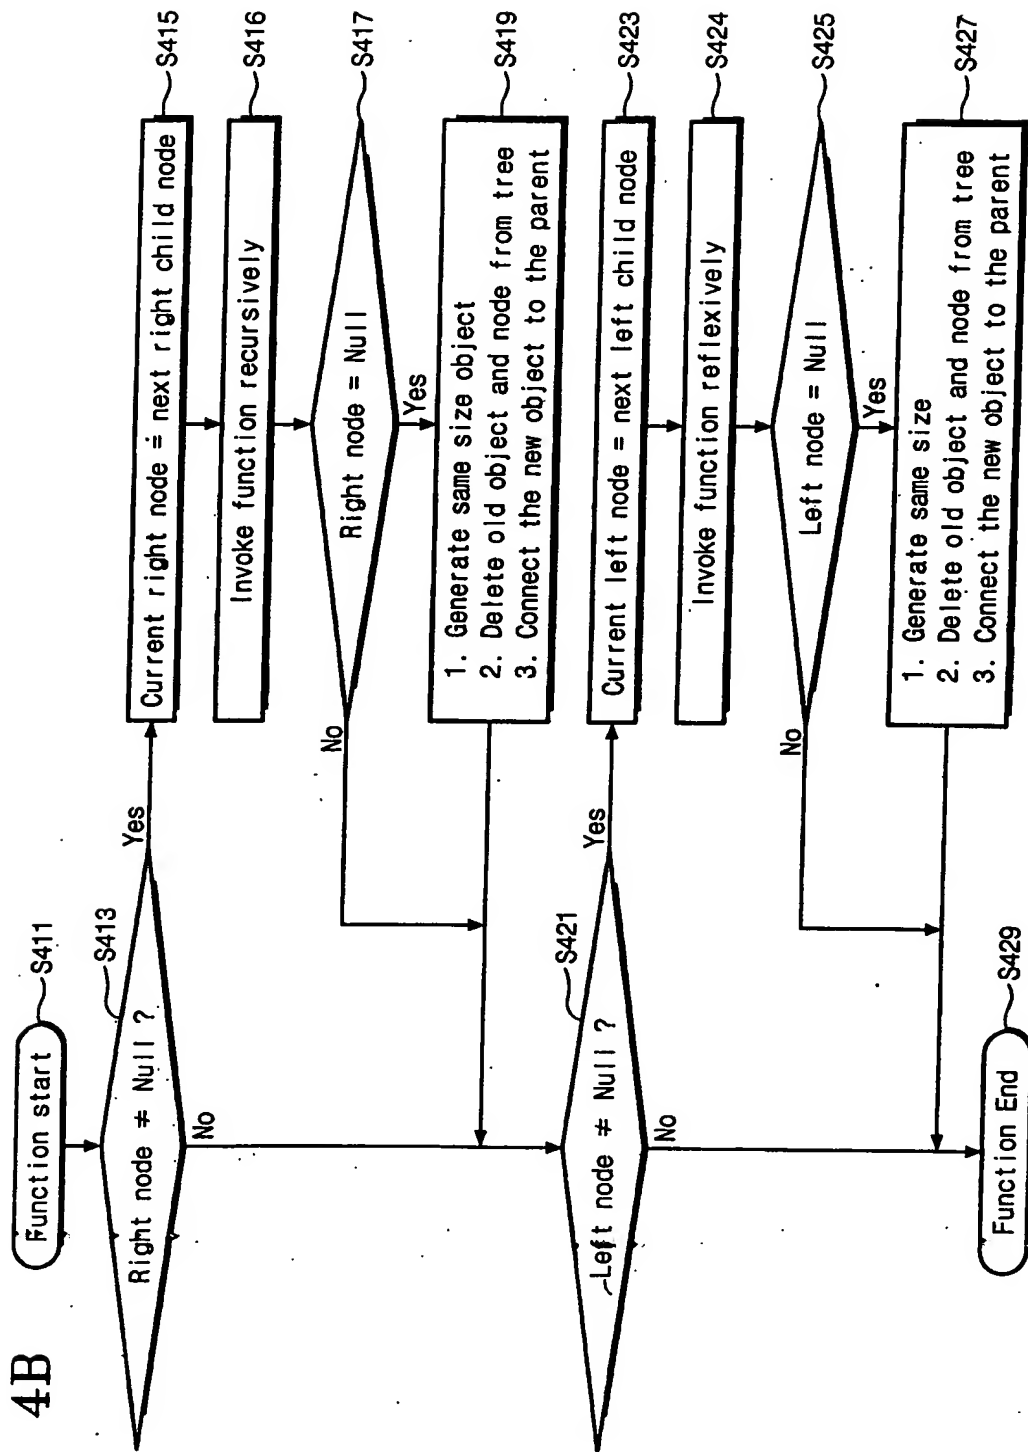 4B
Function start
S411
Right node ≠ Null ?
S413
Yes
No
Current right node = next right child node
S415
Invoke function recursively
S416
Right node = Null
S417
No
Yes
1. Generate same size object
2. Delete old object and node from tree
3. Connect the new object to the parent
S419
Left node ≠ Null ?
S421
Yes
No
Current left node = next left child node
S423
Invoke function reflexively
S424
Left node = Null
S425
No
Yes
1. Generate same size
2. Delete old object and node from tree
3. Connect the new object to the parent
S427
Function End
S429